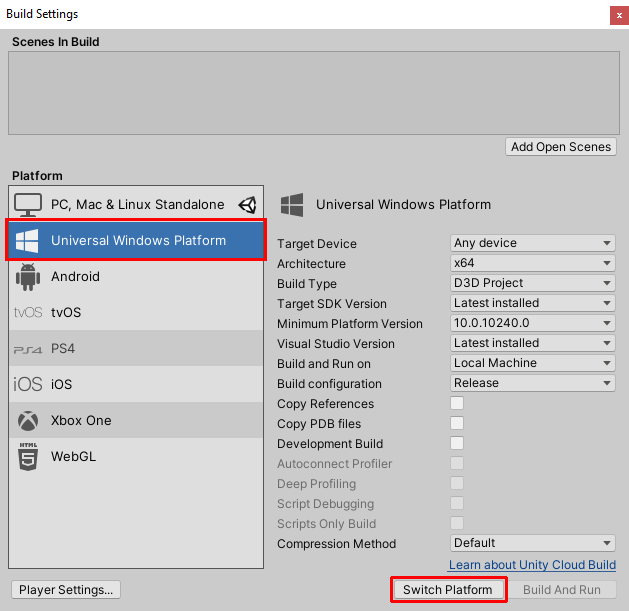 Build Settings
x
Scenes In Build
Add Open Scenes
Platform
PC, Mac & Linux Standalone
Universal Windows Platform
Android
tvOS tvOS
PS4 PS4
iOS iOS
Xbox One
HTML 5 WebGL
Universal Windows Platform
Target Device Any device
Architecture x64
Build Type D3D Project
Target SDK Version Latest installed
Minimum Platform Version 10.0.10240.0
Visual Studio Version Latest installed
Build and Run on Local Machine
Build configuration Release
Copy References
Copy PDB files
Development Build
Autoconnect Profiler
Deep Profiling
Script Debugging
Scripts Only Build
Compression Method Default
Learn about Unity Cloud Build
Player Settings... Switch Platform Build And Run